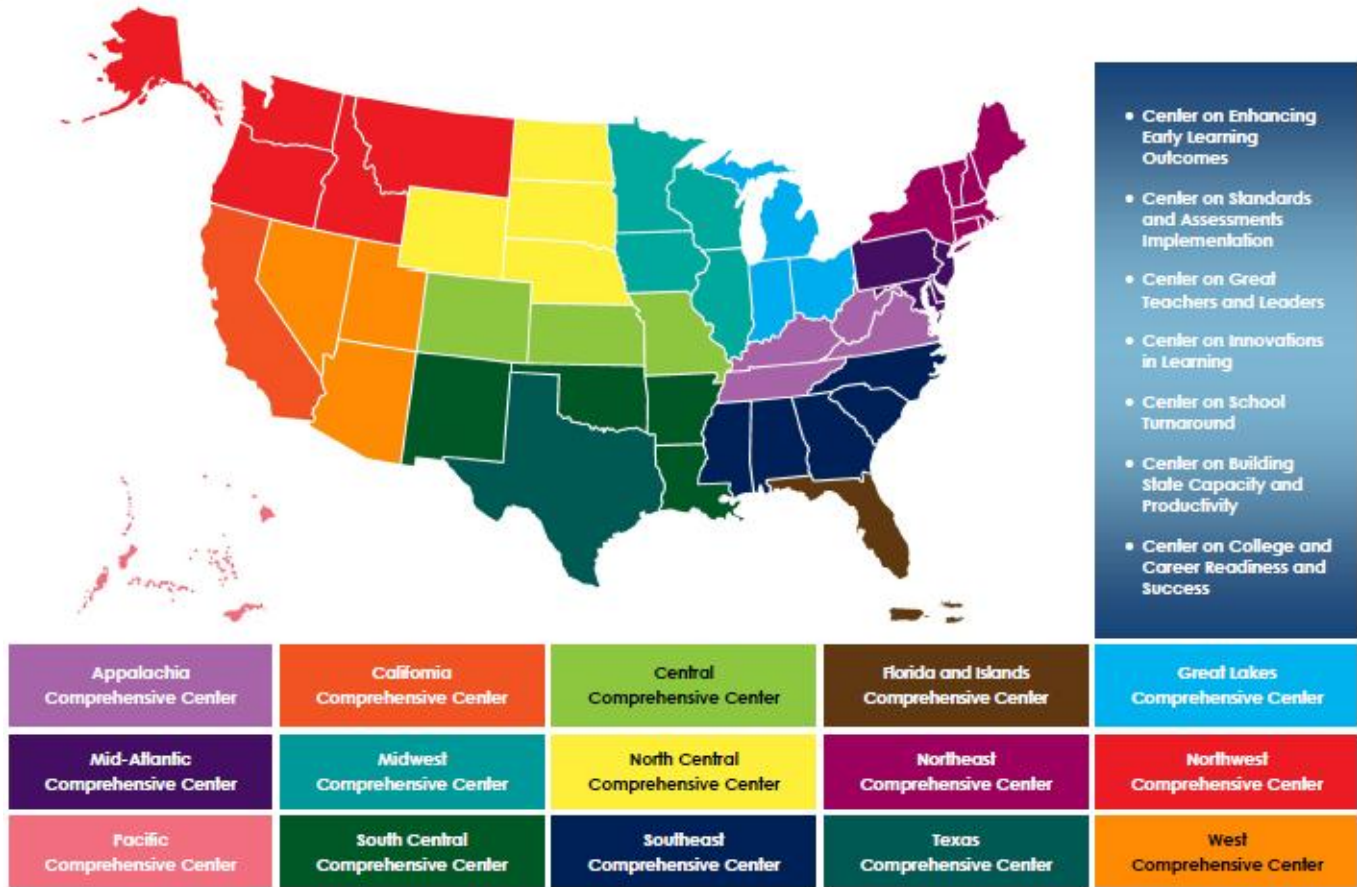 • Center on Enhancing
Early Learning
Outcomes
• Center on Standards
and Assessments
Implementation
• Center on Great
Teachers and Leaders
• Center on Innovations
in Learning
• Center on School
Turnaround
• Center on Building
State Capacity and
Productivity
• Center on College and
Career Readiness and
Success
Appalachia
Comprehensive Center
California
Comprehensive Center
Central
Comprehensive Center
Florida and Islands
Comprehensive Center
Great Lakes
Comprehensive Center
Mid-Atlantic
Comprehensive Center
Midwest
Comprehensive Center
North Central
Comprehensive Center
Northeast
Comprehensive Center
Northwest
Comprehensive Center
Pacific
Comprehensive Center
South Central
Comprehensive Center
Southeast
Comprehensive Center
Texas
Comprehensive Center
West
Comprehensive Center